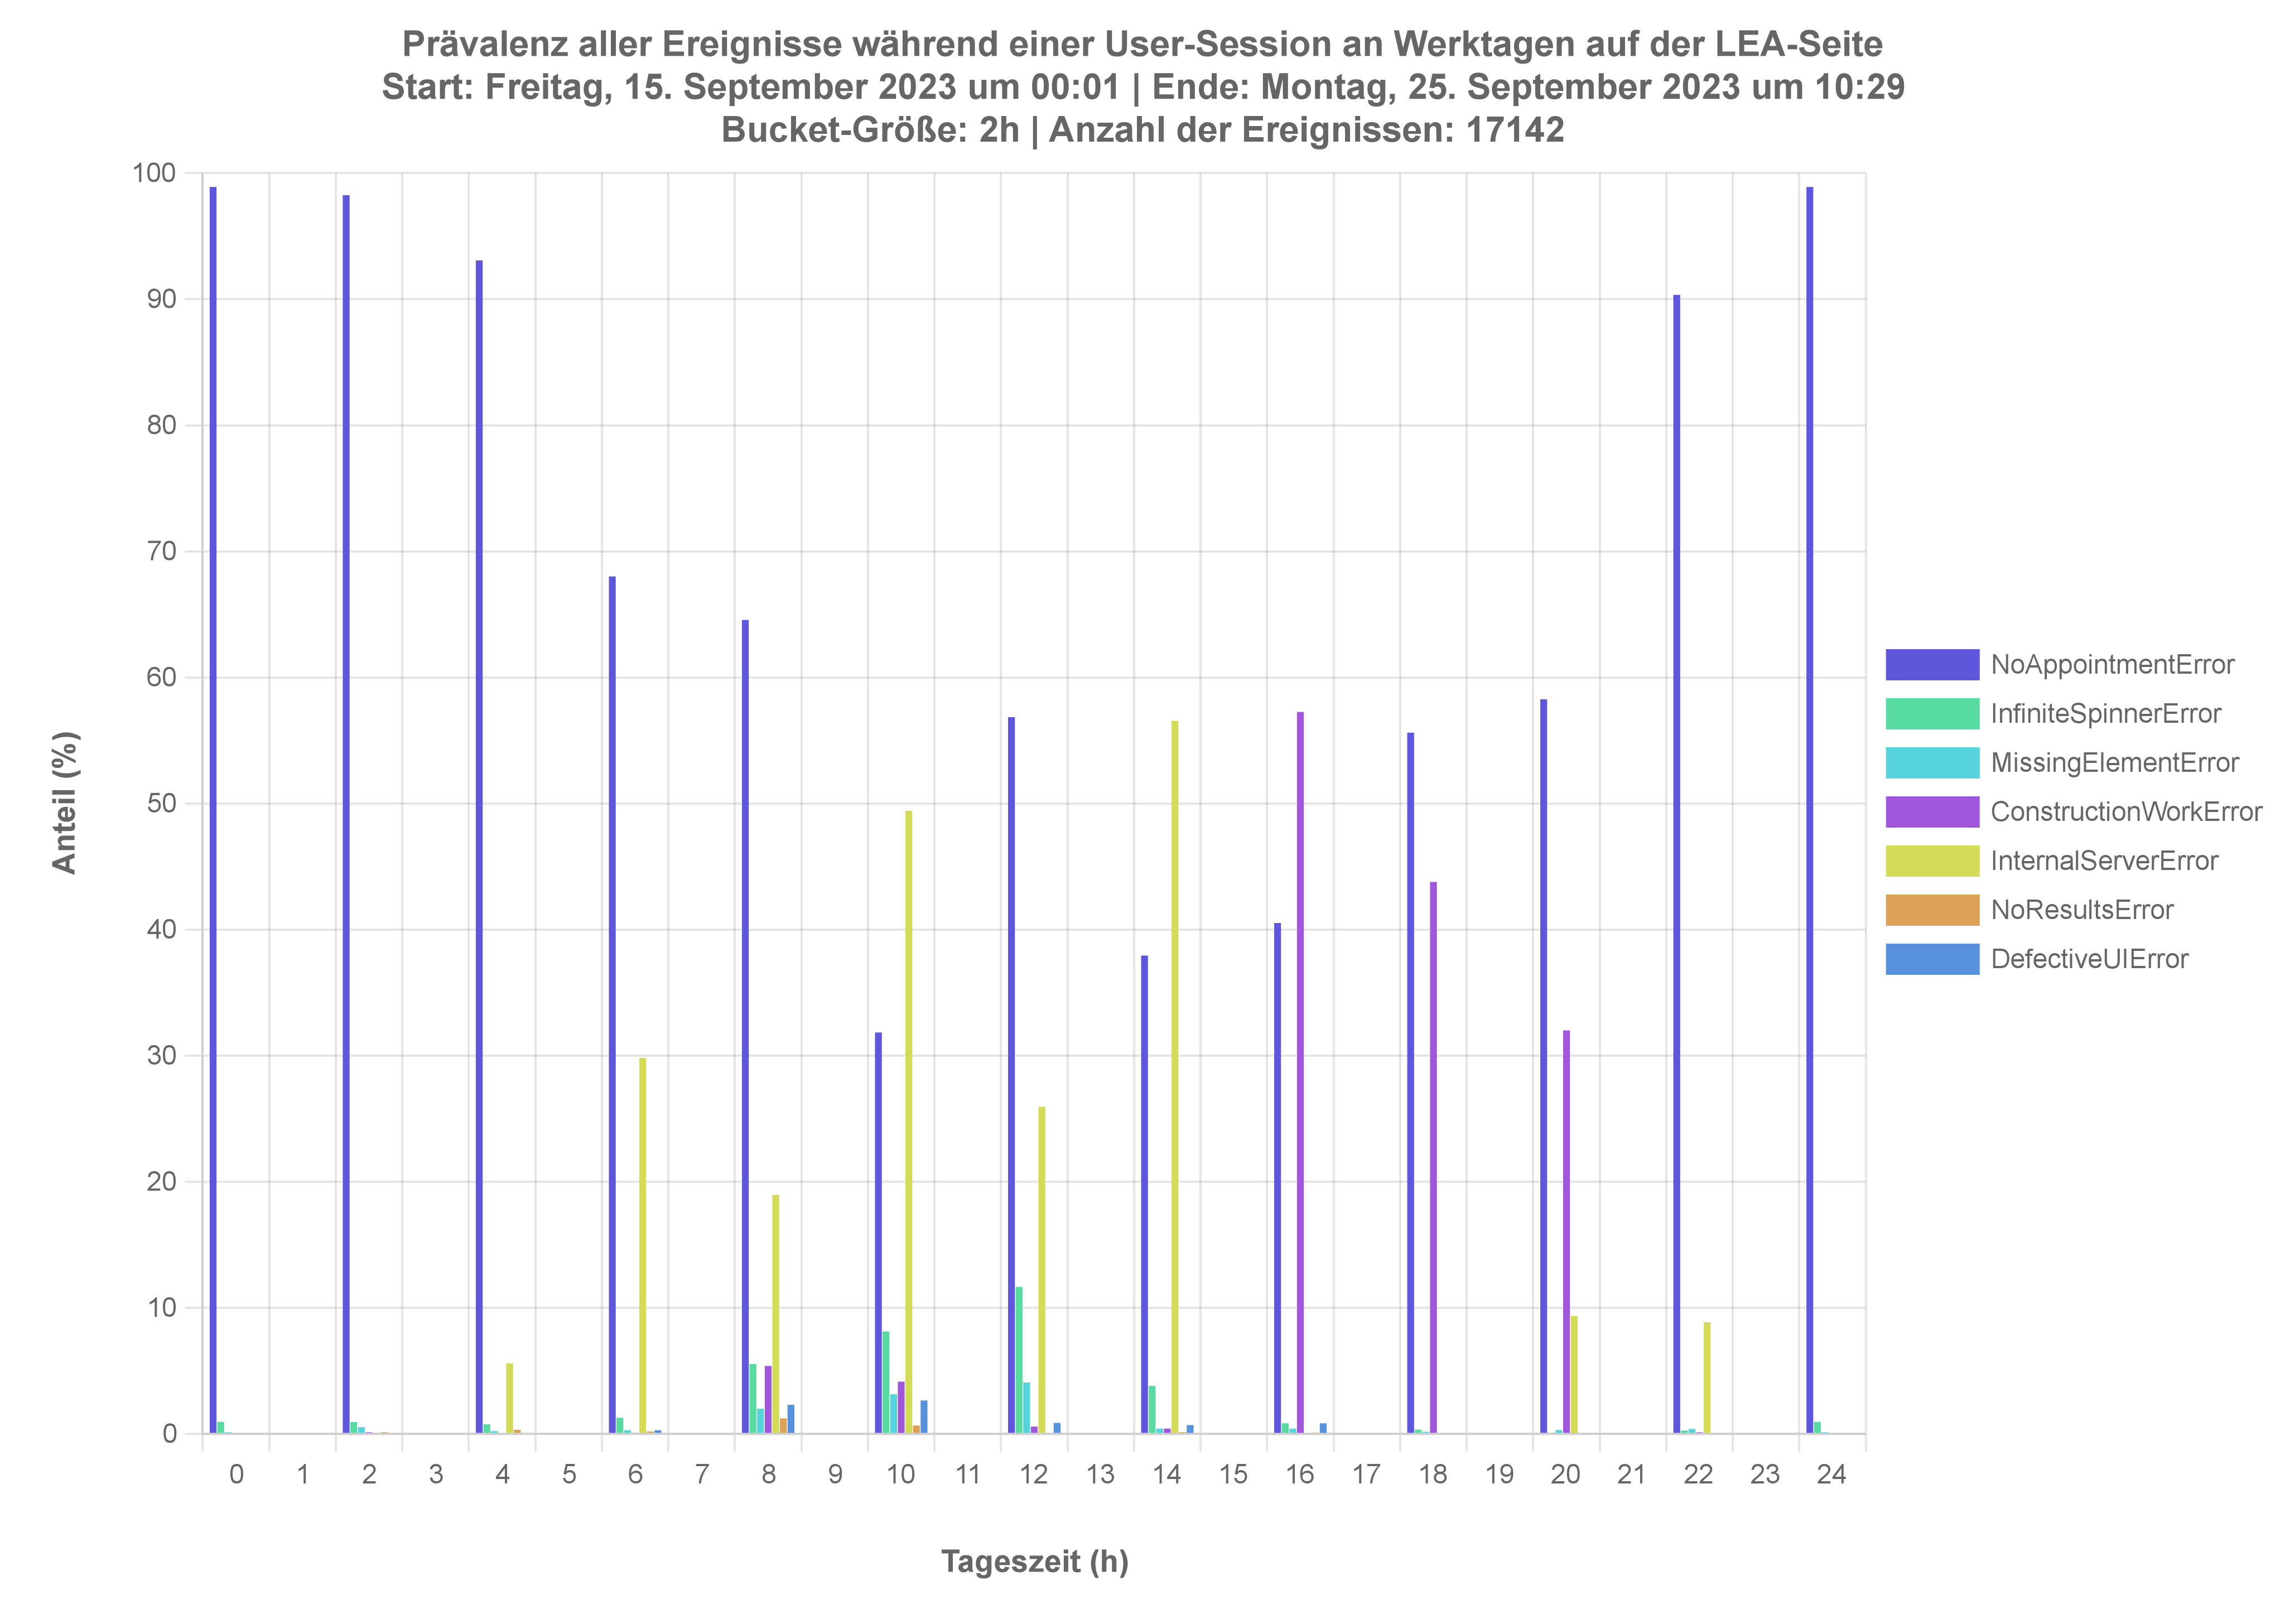 Prävalenz aller Ereignisse während einer User-Session an Werktagen auf der LEA-Seite
Start: Freitag, 15. September 2023 um 00:01 | Ende: Montag, 25. September 2023 um 10:29
Bucket-Größe: 2h | Anzahl der Ereignissen: 17142
Anteil (%)
100
90
80
70
60
50
40
30
20
10
0
0 1 2 3 4 5 6 7 8 9 10 11 12 13 14 15 16 17 18 19 20 21 22 23 24
Tageszeit (h)
NoAppointmentError
InfiniteSpinnerError
MissingElementError
ConstructionWorkError
InternalServerError
NoResultsError
DefectiveUIError